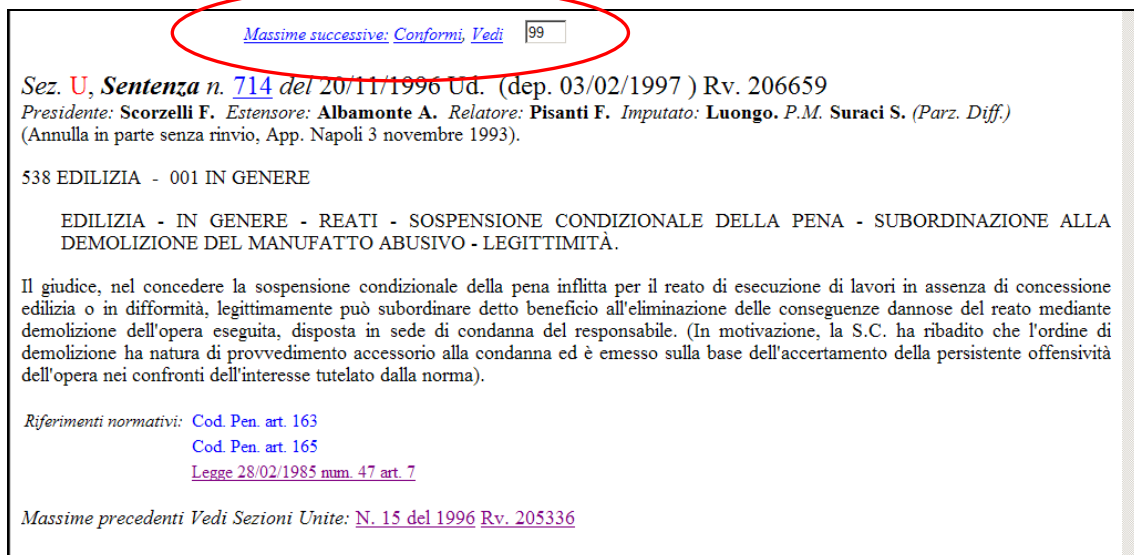 Massime successive: Conformi, Vedi 99
Sez. U, Sentenza n. 714 del 20/11/1996 Ud. (dep. 03/02/1997 ) Rv. 206659
Presidente: Scorzelli F. Estensore: Albamonte A. Relatore: Pisanti F. Imputato: Luongo. P.M. Suraci S. (Parz. Diff.)
(Annulla in parte senza rinvio, App. Napoli 3 novembre 1993).
538 EDILIZIA - 001 IN GENERE
EDILIZIA - IN GENERE - REATI - SOSPENSIONE CONDIZIONALE DELLA PENA - SUBORDINAZIONE ALLA
DEMOLIZIONE DEL MANUFATTO ABUSIVO - LEGITTIMITÀ.
Il giudice, nel concedere la sospensione condizionale della pena inflitta per il reato di esecuzione di lavori in assenza di concessione
edilizia o in difformità, legittimamente può subordinare detto beneficio all'eliminazione delle conseguenze dannose del reato mediante
demolizione dell'opera eseguita, disposta in sede di condanna del responsabile. (In motivazione, la S.C. ha ribadito che l'ordine di
demolizione ha natura di provvedimento accessorio alla condanna ed è emesso sulla base dell'accertamento della persistente offensività
dell'opera nei confronti dell'interesse tutelato dalla norma).
Riferimenti normativi: Cod. Pen. art. 163
Cod. Pen. art. 165
Legge 28/02/1985 num. 47 art. 7
Massime precedenti Vedi Sezioni Unite: N. 15 del 1996 Rv. 205336